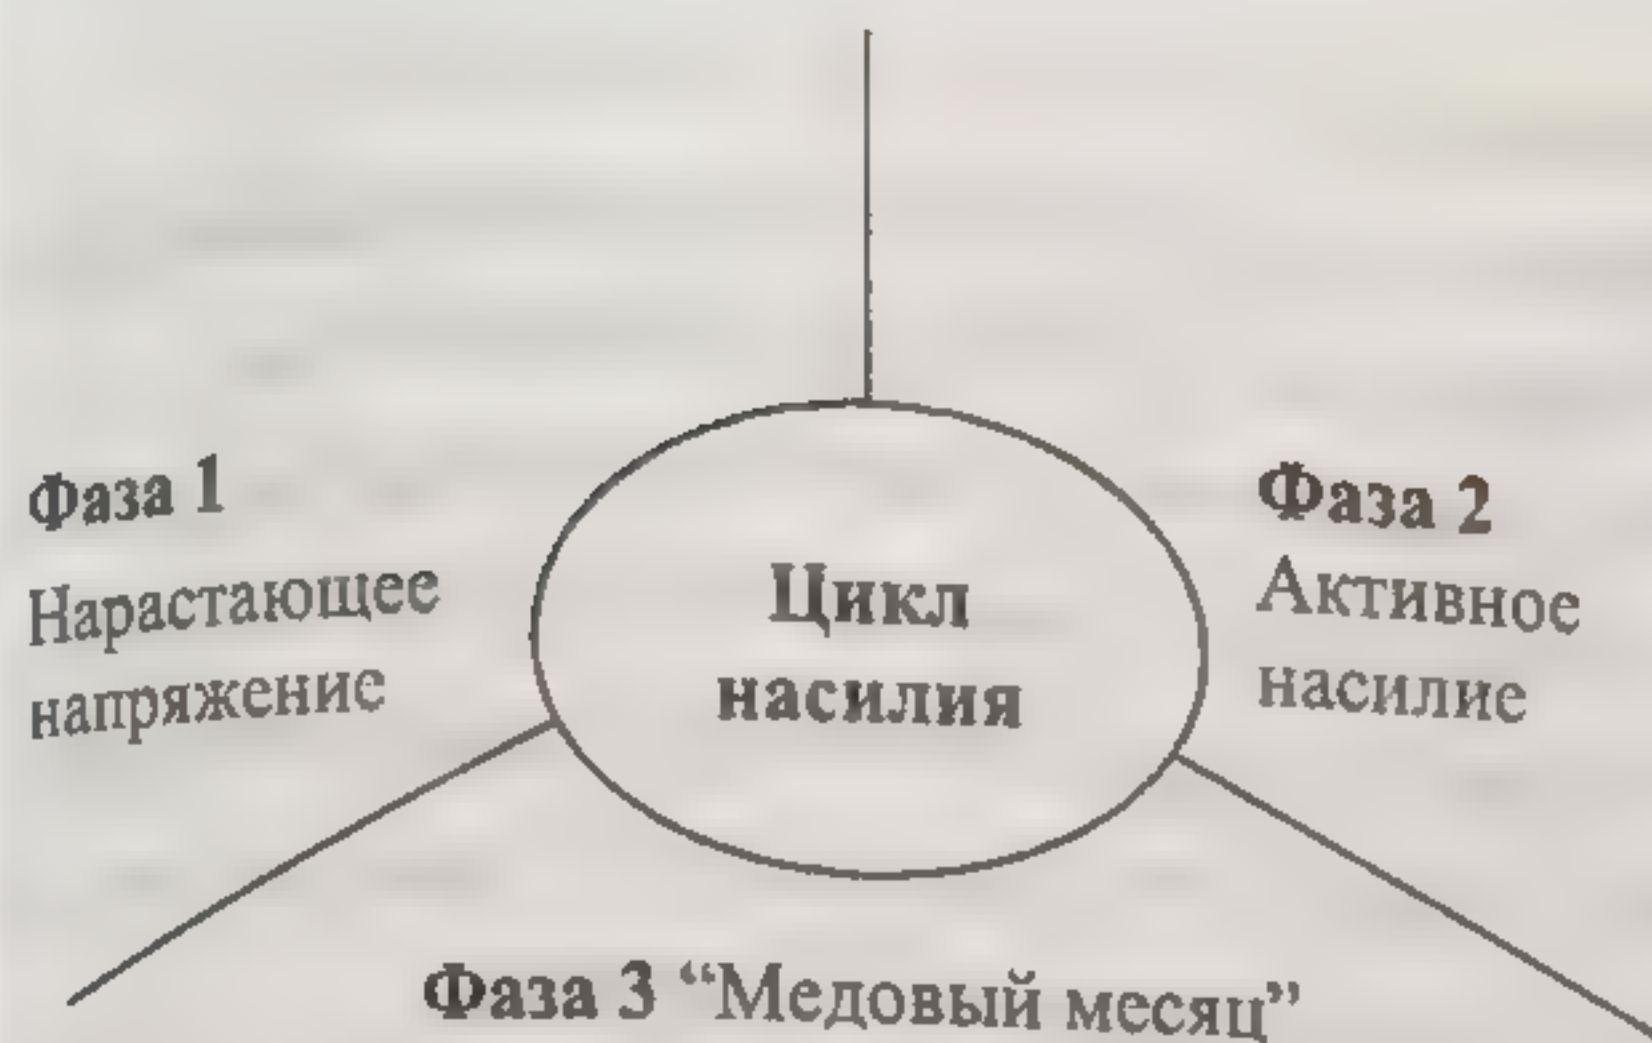 Фаза 1
Нарастающее
напряжение
Цикл
насилия
Фаза 2
Активное
насилие
Фаза 3 “Медовый месяц”